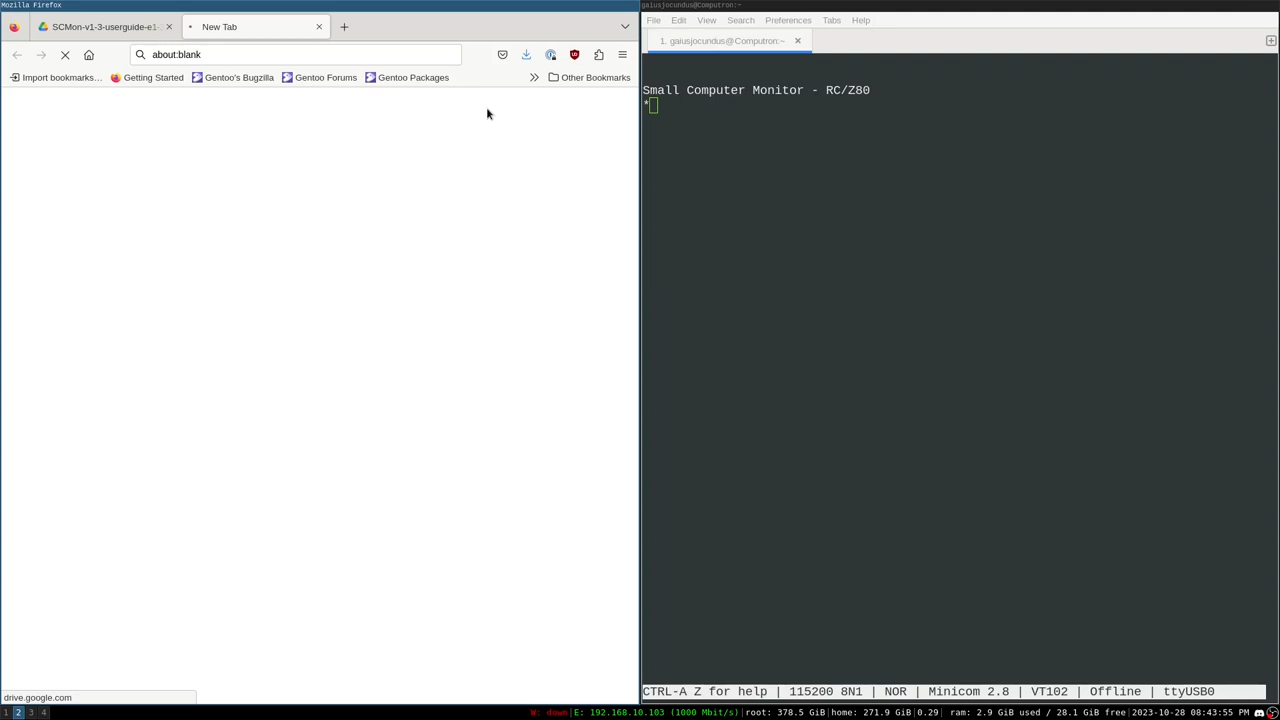 Mozilla Firefox
SCMon-v1-3-userguide-e1-
New Tab
about:blank
Import bookmarks…
Getting Started
Gentoo's Bugzilla
Gentoo Forums
Gentoo Packages
Other Bookmarks
drive.google.com
gaiusjocundus@Computron:~
File Edit View Search Preferences Tabs Help
1. gaiusjocundus@Computron:~
Small Computer Monitor - RC/Z80
*
CTRL-A Z for help | 115200 8N1 | NOR | Minicom 2.8 | VT102 | Offline | ttyUSB0
1 2 3 4
W: down|E: 192.168.10.103 (1000 Mbit/s)|root: 378.5 GiB|home: 271.9 GiB|0.29| ram: 2.9 GiB used / 28.1 GiB free|2023-10-28 08:43:55 PM